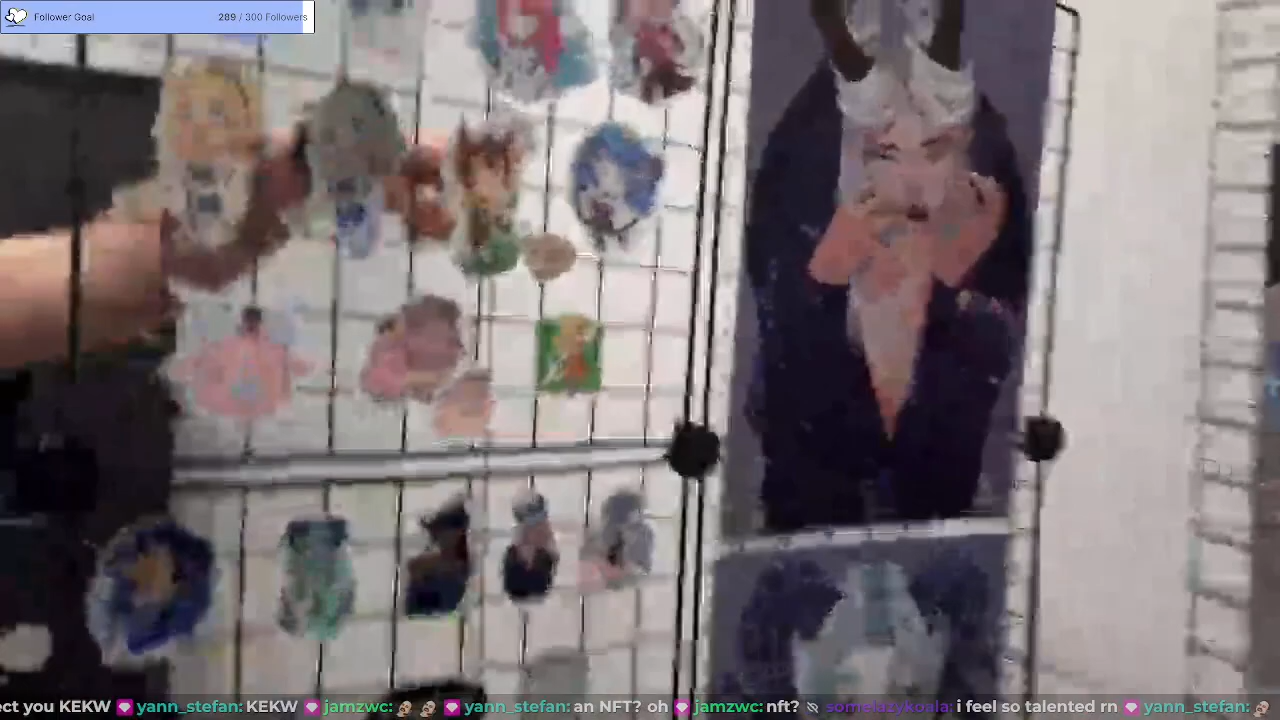 Follower Goal 289 / 300 Followers
ect you KEKW yann_stefan: KEKW jamzwc: yann_stefan: an NFT? oh jamzwc: nft? somelazykoala: i feel so talented rn yann_stefan: